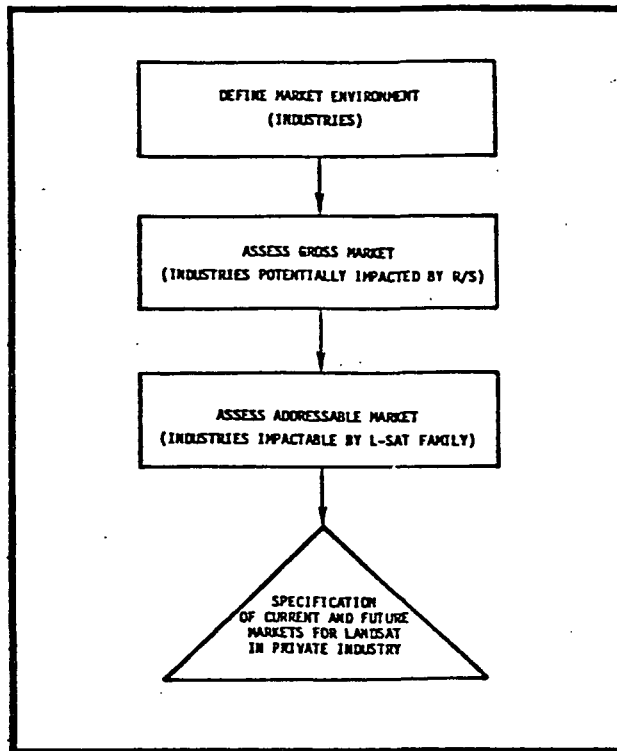 DEFINE MARKET ENVIRONMENT
(INDUSTRIES)
ASSESS GROSS MARKET
(INDUSTRIES POTENTIALLY IMPACTED BY R/S)
ASSESS ADDRESSABLE MARKET
(INDUSTRIES IMPACTABLE BY L-SAT FAMILY)
SPECIFICATION
OF CURRENT AND FUTURE
MARKETS FOR LANDSAT
IN PRIVATE INDUSTRY